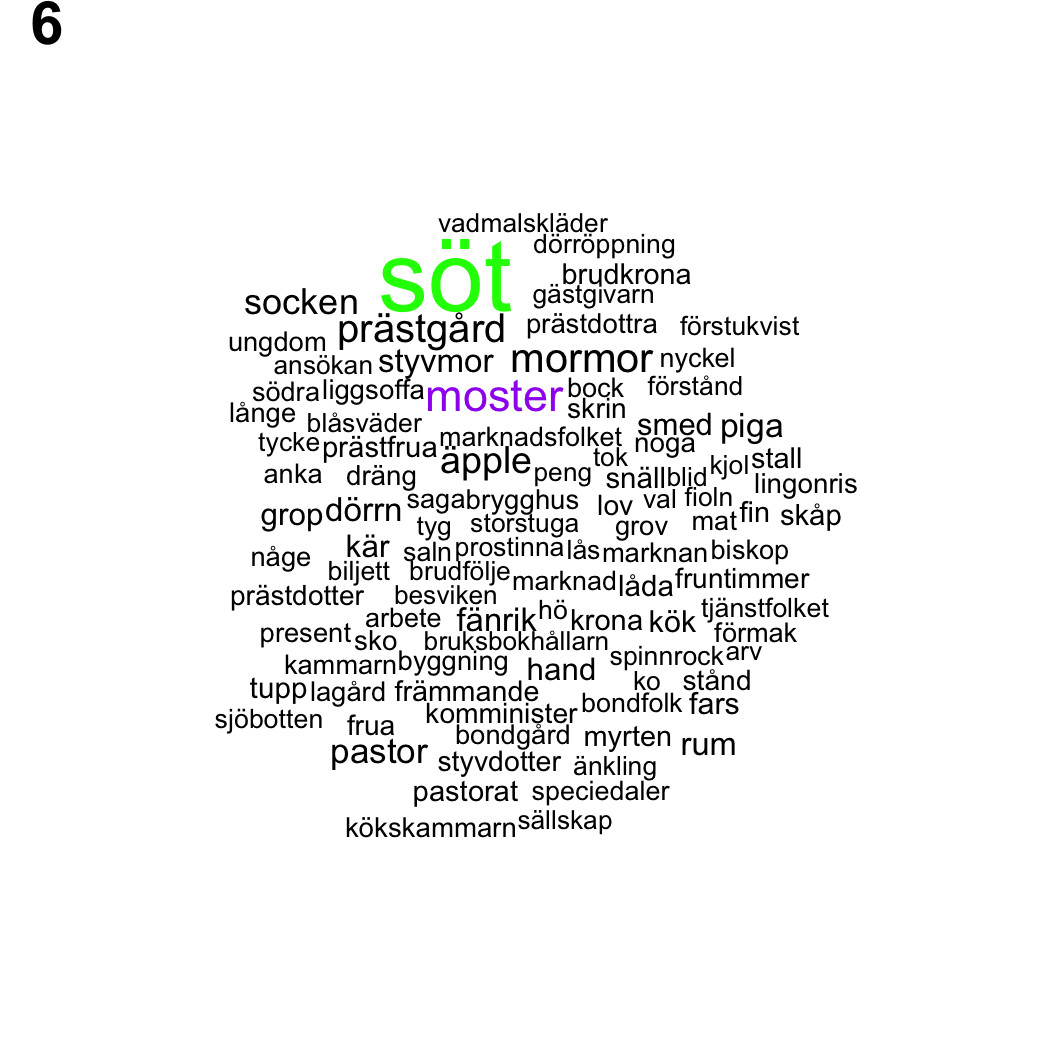 6
vadmalskläder
söt dörröppning
brudkrona
socken gästgivarn
prästgård prästdottra förstukvist
ungdom
ansökan styvmor mormor nyckel
södra liggsoffa moster bock förstånd
långe blåsväder skrin
smed piga
tycke prästfrua marknadsfolket noga
anka dräng äpple peng tok snäll blid kjol stall
lingonris
saga brygghus lov val fioln
grop dörrn tyg storstuga grov mat fin skåp
någe kär saln prostinna lås marknan biskop
biljett brudfölje marknad låda fruntimmer
prästdotter besviken
arbete fänrik hö krona kök tjänstfolket
present sko bruksbokhållarn förmak
kammarn byggning hand spinnrock arv
tupp lagård främmande ko stånd
sjöbotten frua komminister bondfolk fars
pastor bondgård myrten rum
styvdotter änkling
pastorat speciedaler
kökskammarn sällskap